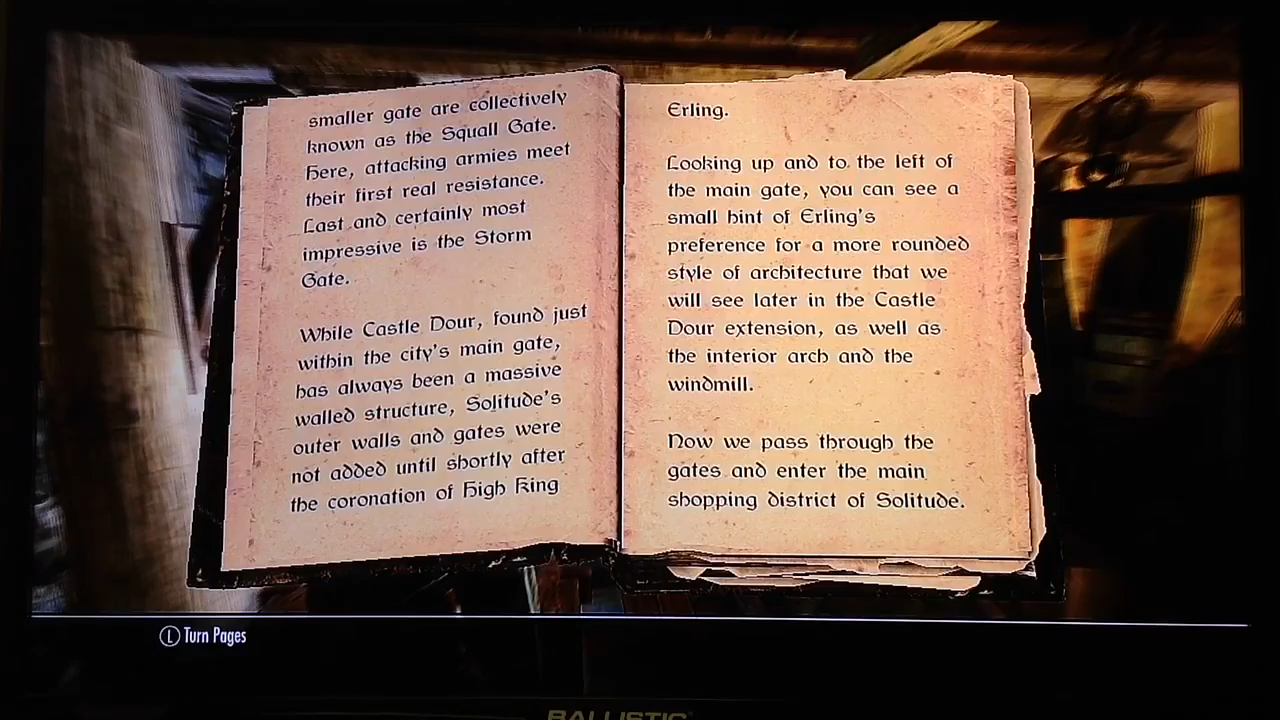 smaller gate are collectively
known as the Squall Gate.
Here, attacking armies meet
their first real resistance.
Last and certainly most
impressive is the Storm
Gate.
While Castle Dour, found just
within the city's main gate,
has always been a massive
walled structure, Solitude's
outer walls and gates were
not added until shortly after
the coronation of High King
Erling.
Looking up and to the left of
the main gate, you can see a
small hint of Erling's
preference for a more rounded
style of architecture that we
will see later in the Castle
Dour extension, as well as
the interior arch and the
windmill.
Now we pass through the
gates and enter the main
shopping district of Solitude.
L Turn Pages
BALLISTIC